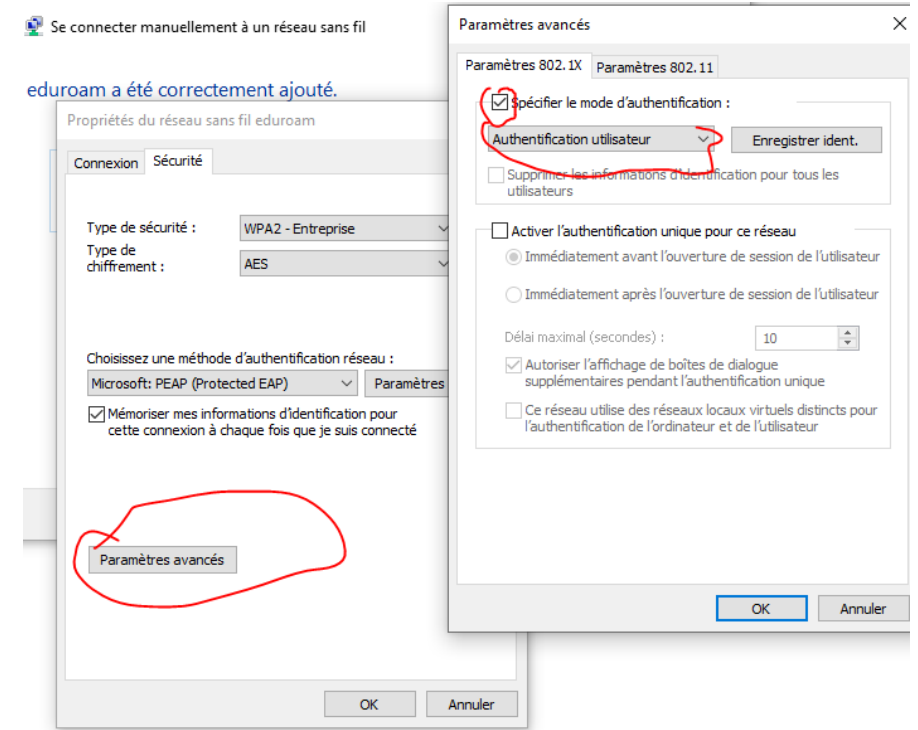 Se connecter manuellement à un réseau sans fil
eduroam a été correctement ajouté.
Propriétés du réseau sans fil eduroam
Connexion
Sécurité
Type de sécurité :
WPA2 - Entreprise
Type de
chiffrement :
AES
Choisissez une méthode d'authentification réseau :
Microsoft: PEAP (Protected EAP)
Paramètres
Mémoriser mes informations d'identification pour
cette connexion à chaque fois que je suis connecté
Paramètres avancés
OK
Annuler
Paramètres avancés
Paramètres 802.1X
Paramètres 802.11
Spécifier le mode d'authentification :
Authentification utilisateur
Enregistrer ident.
Supprimer les informations d'identification pour tous les
utilisateurs
Activer l'authentification unique pour ce réseau
Immédiatement avant l'ouverture de session de l'utilisateur
Immédiatement après l'ouverture de session de l'utilisateur
Délai maximal (secondes) :
10
Autoriser l'affichage de boîtes de dialogue
supplémentaires pendant l'authentification unique
Ce réseau utilise des réseaux locaux virtuels distincts pour
l'authentification de l'ordinateur et de l'utilisateur
OK
Annuler